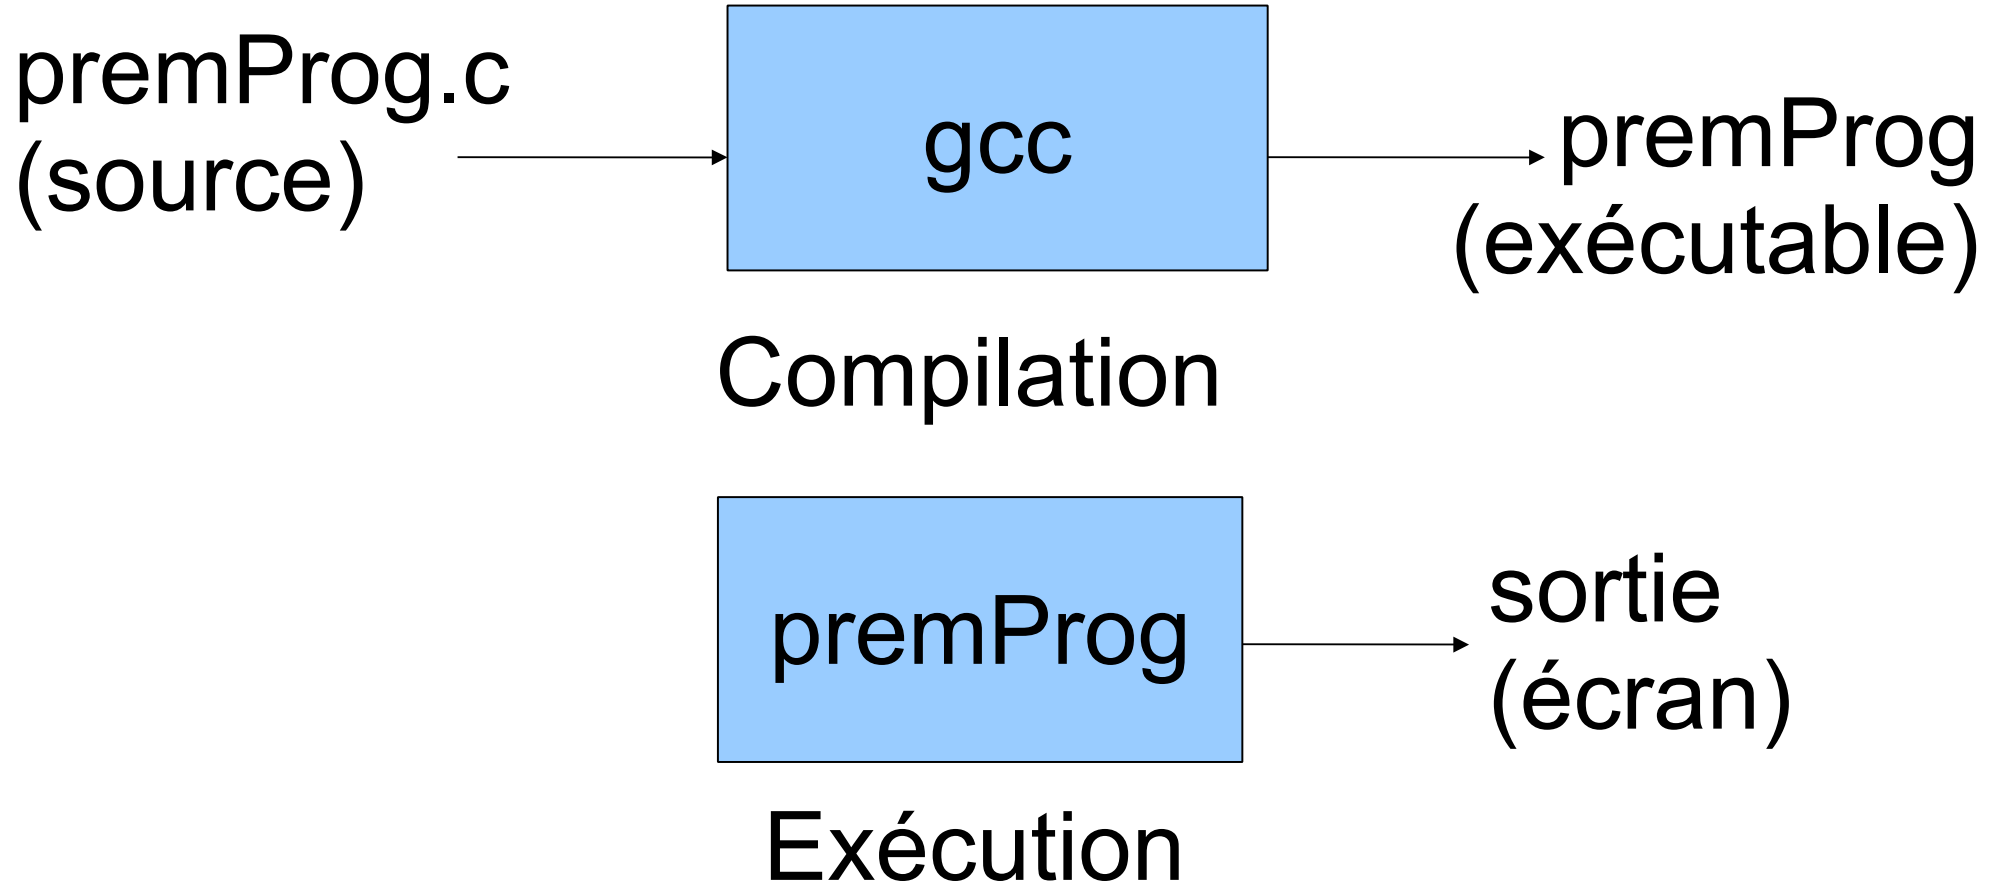 premProg.c
(source)
gcc
premProg
(exécutable)
Compilation
premProg
sortie
(écran)
Exécution